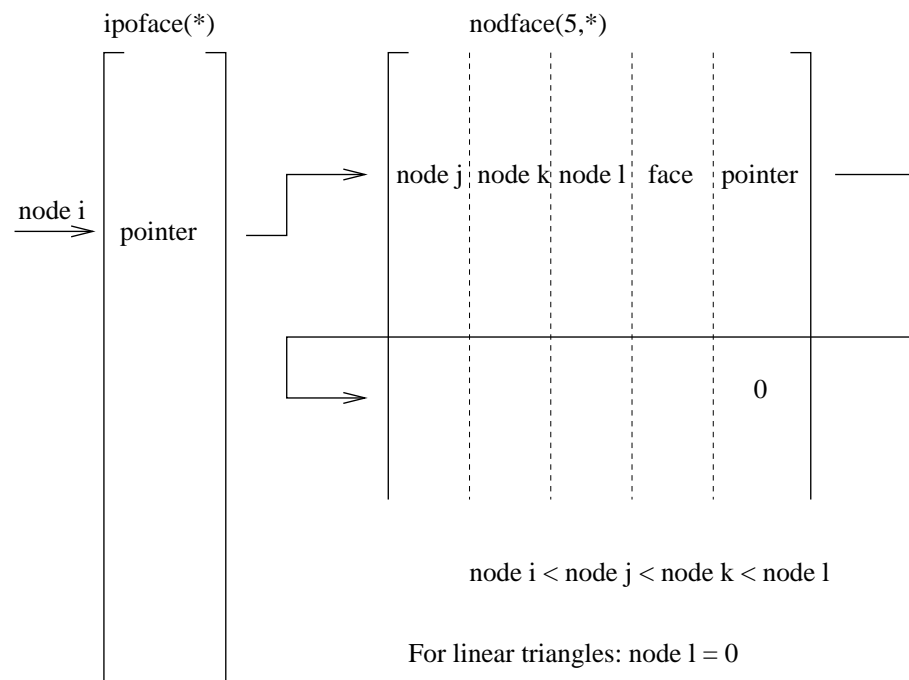 ipoface(*)
nodface(5,*)
node j node k node l face pointer
node i
pointer
0
node i < node j < node k < node l
For linear triangles: node l = 0